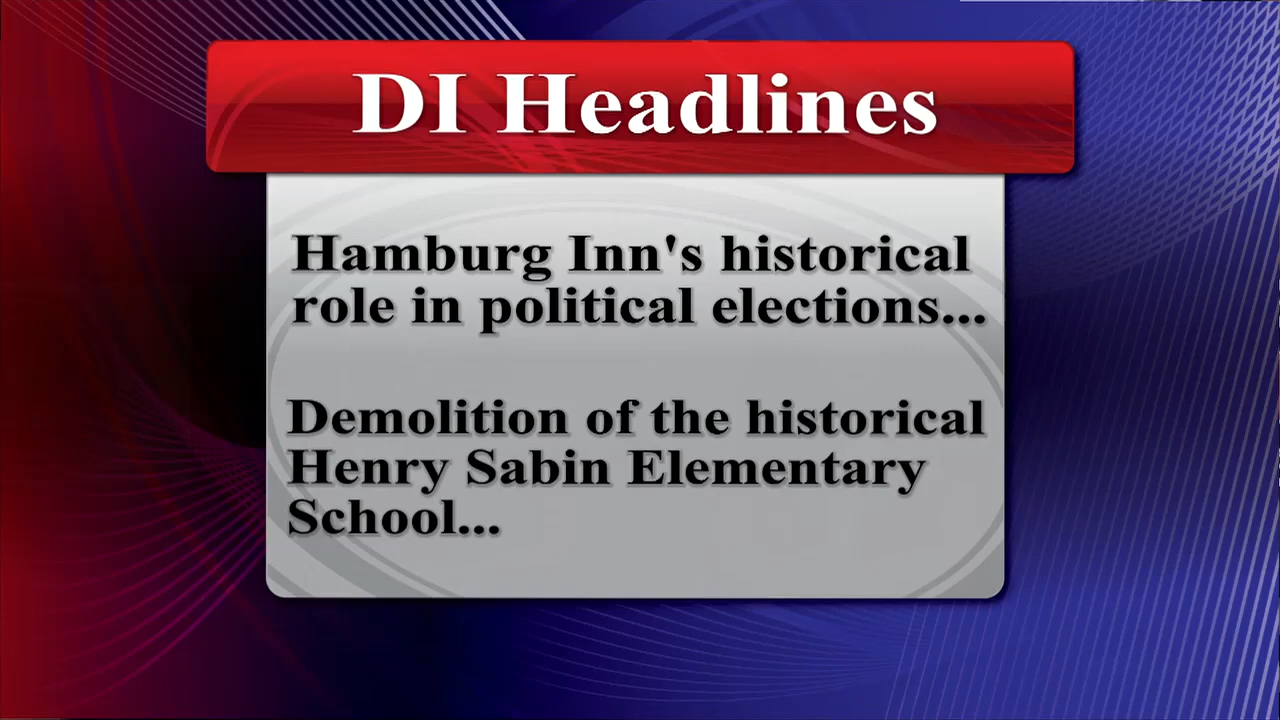 DI Headlines
Hamburg Inn's historical
role in political elections...
Demolition of the historical
Henry Sabin Elementary
School...